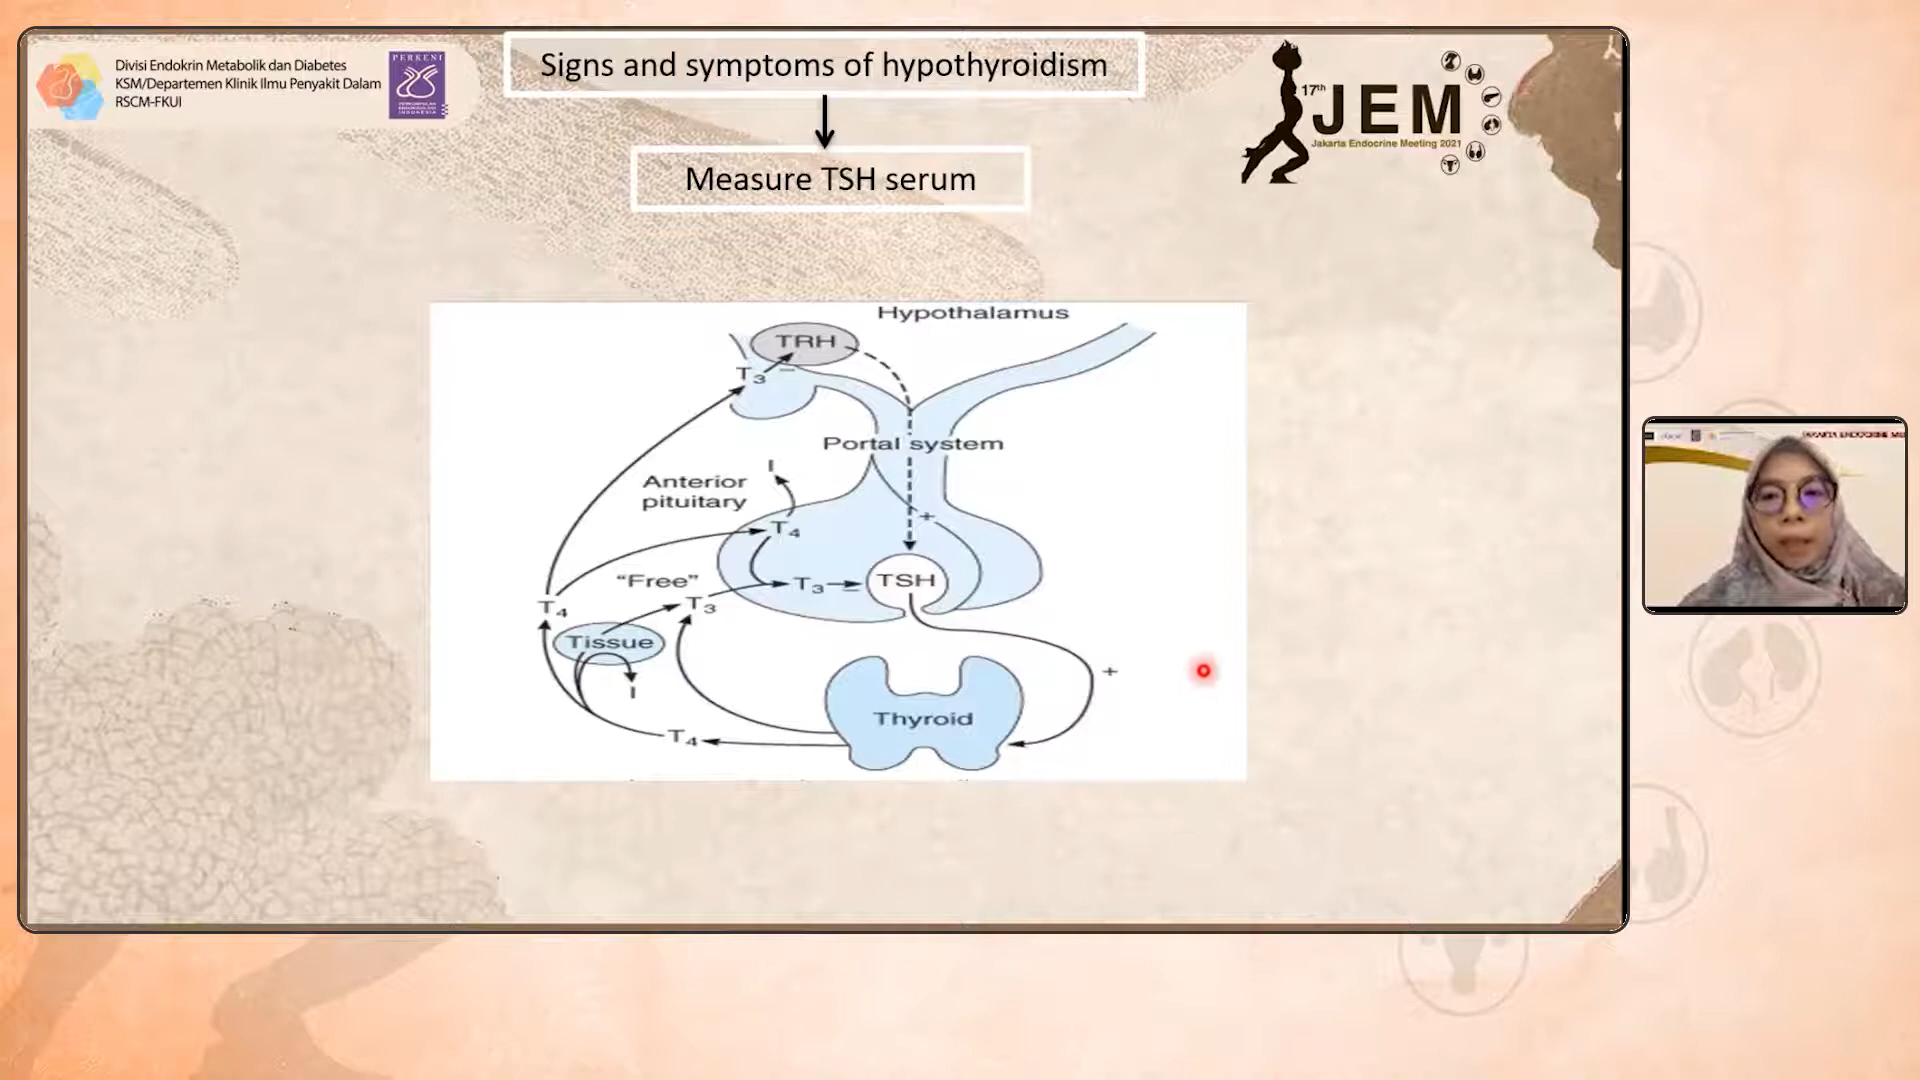 Divisi Endokrin Metabolik dan Diabetes
KSM/Departemen Klinik Ilmu Penyakit Dalam
RSCM-FKUI
PERKENI
Signs and symptoms of hypothyroidism
17th
JEM
Jakarta Endocrine Meeting 2021
Measure TSH serum
Hypothalamus
TRH
T3
−
Portal system
I
Anterior
pituitary
+
T4
"Free"
T3
−
TSH
T4
T3
Tissue
I
+
Thyroid
T4
JAKARTA ENDOCRINE